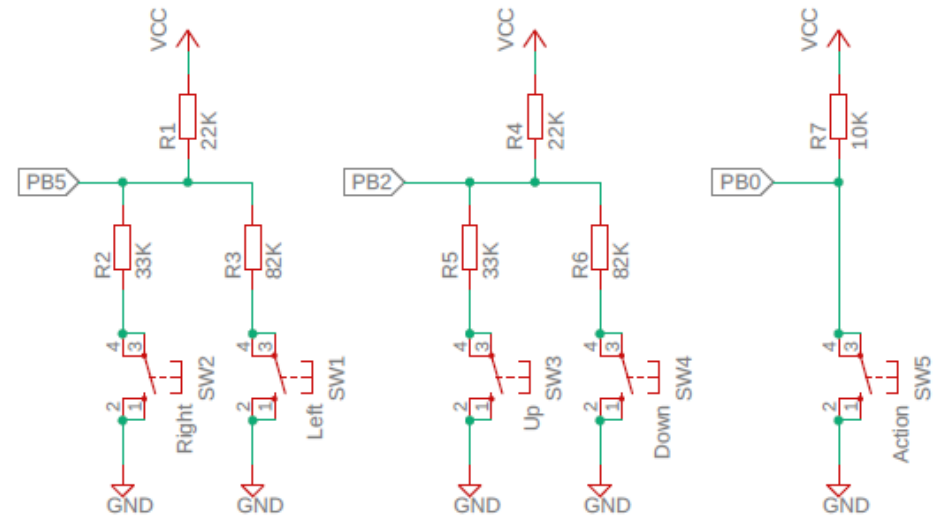 VCC
R1
22K
PB5
R2
33K
R3
82K
4
3
2
1
SW2
Right
GND
4
3
2
1
SW1
Left
GND
VCC
R4
22K
PB2
R5
33K
R6
82K
4
3
2
1
SW3
Up
GND
4
3
2
1
SW4
Down
GND
VCC
R7
10K
PB0
4
3
2
1
SW5
Action
GND